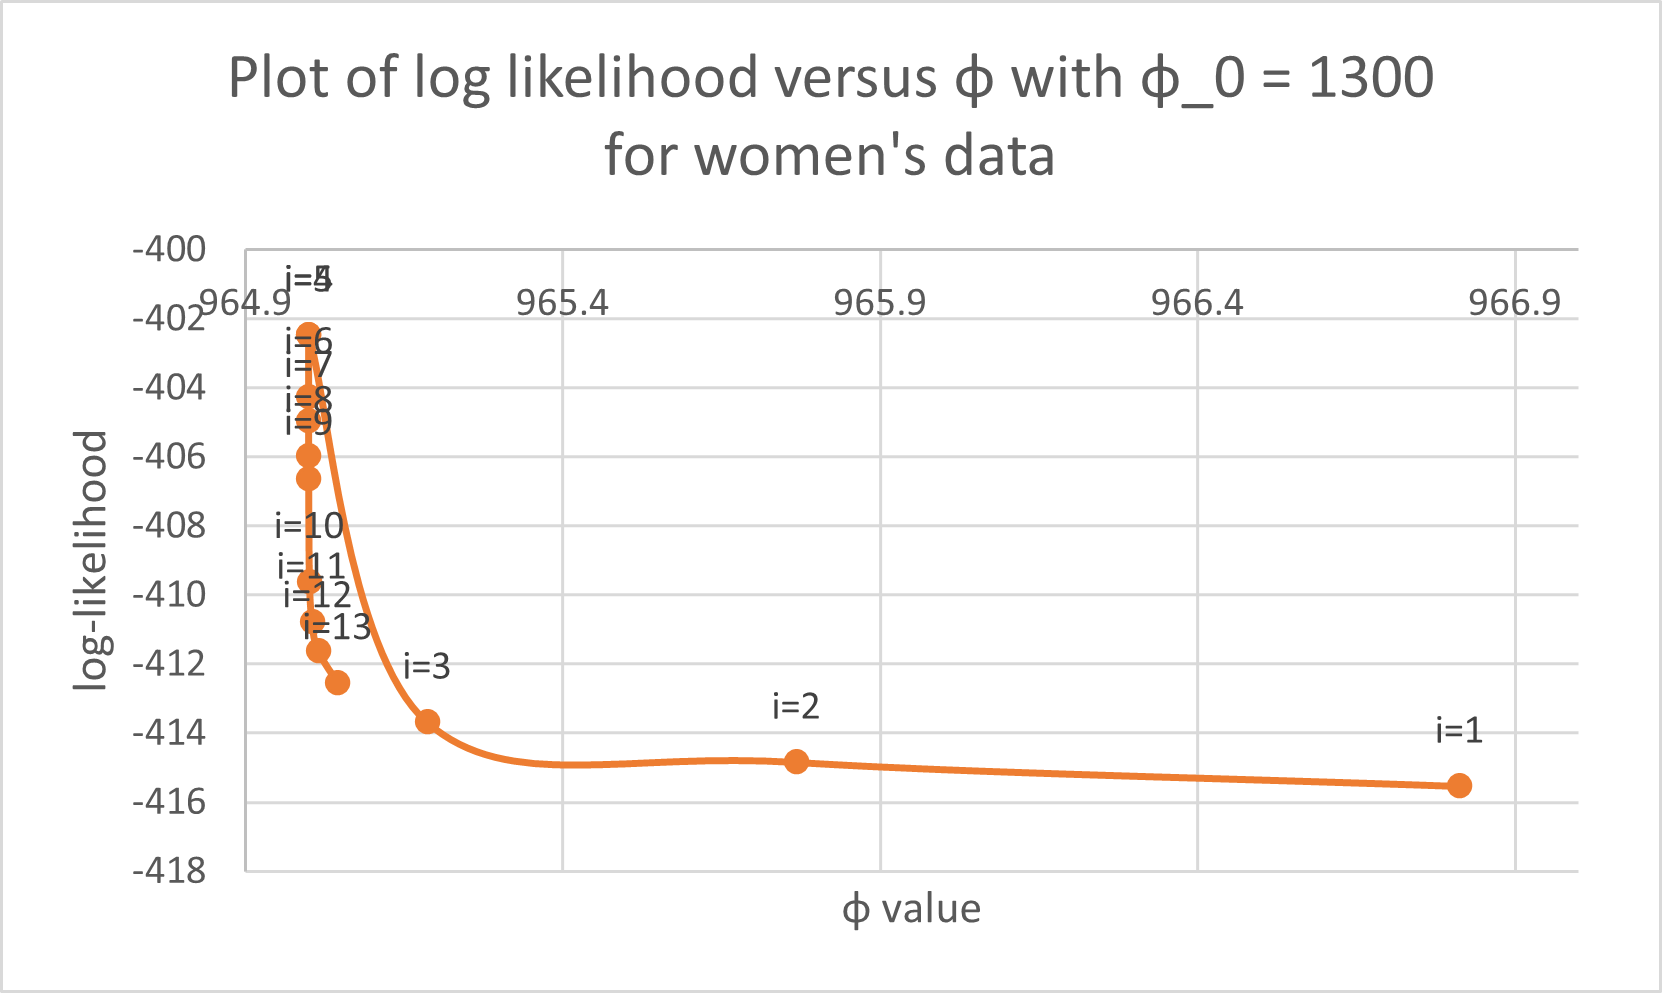 Plot of log likelihood versus ϕ with ϕ_0 = 1300
for women's data
-400
964.9
965.4
965.9
966.4
966.9
-402
-404
-406
-408
-410
-412
-414
-416
-418
i=4
i=5
i=6
i=7
i=8
i=9
i=10
i=11
i=12
i=13
i=3
i=2
i=1
log-likelihood
ϕ value